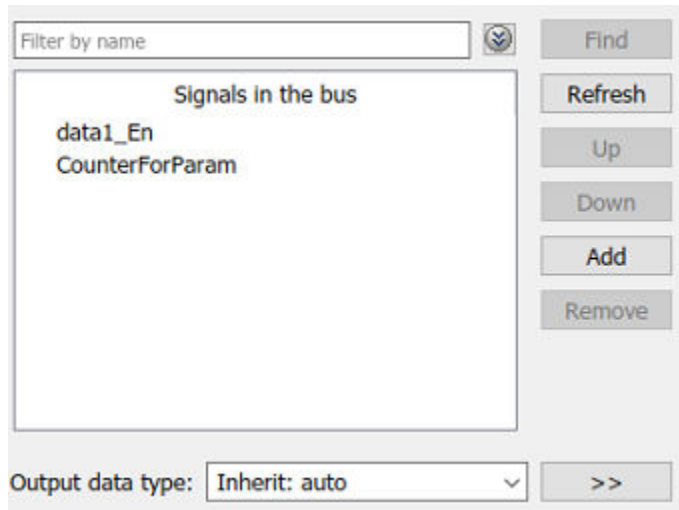 Filter by name
Find
Signals in the bus
Refresh
data1_En
CounterForParam
Up
Down
Add
Remove
Output data type: Inherit: auto
>>